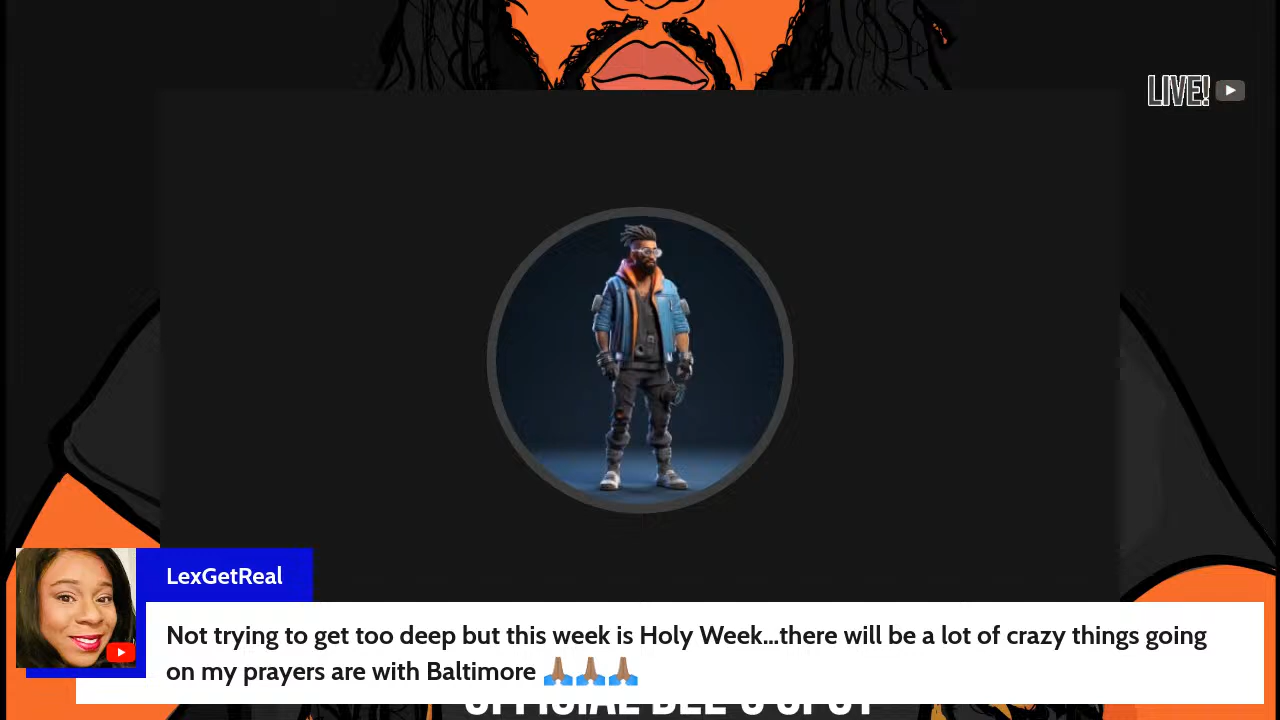 LIVE!
LexGetReal
Not trying to get too deep but this week is Holy Week...there will be a lot of crazy things going
on my prayers are with Baltimore 🙏🏽🙏🏽🙏🏽